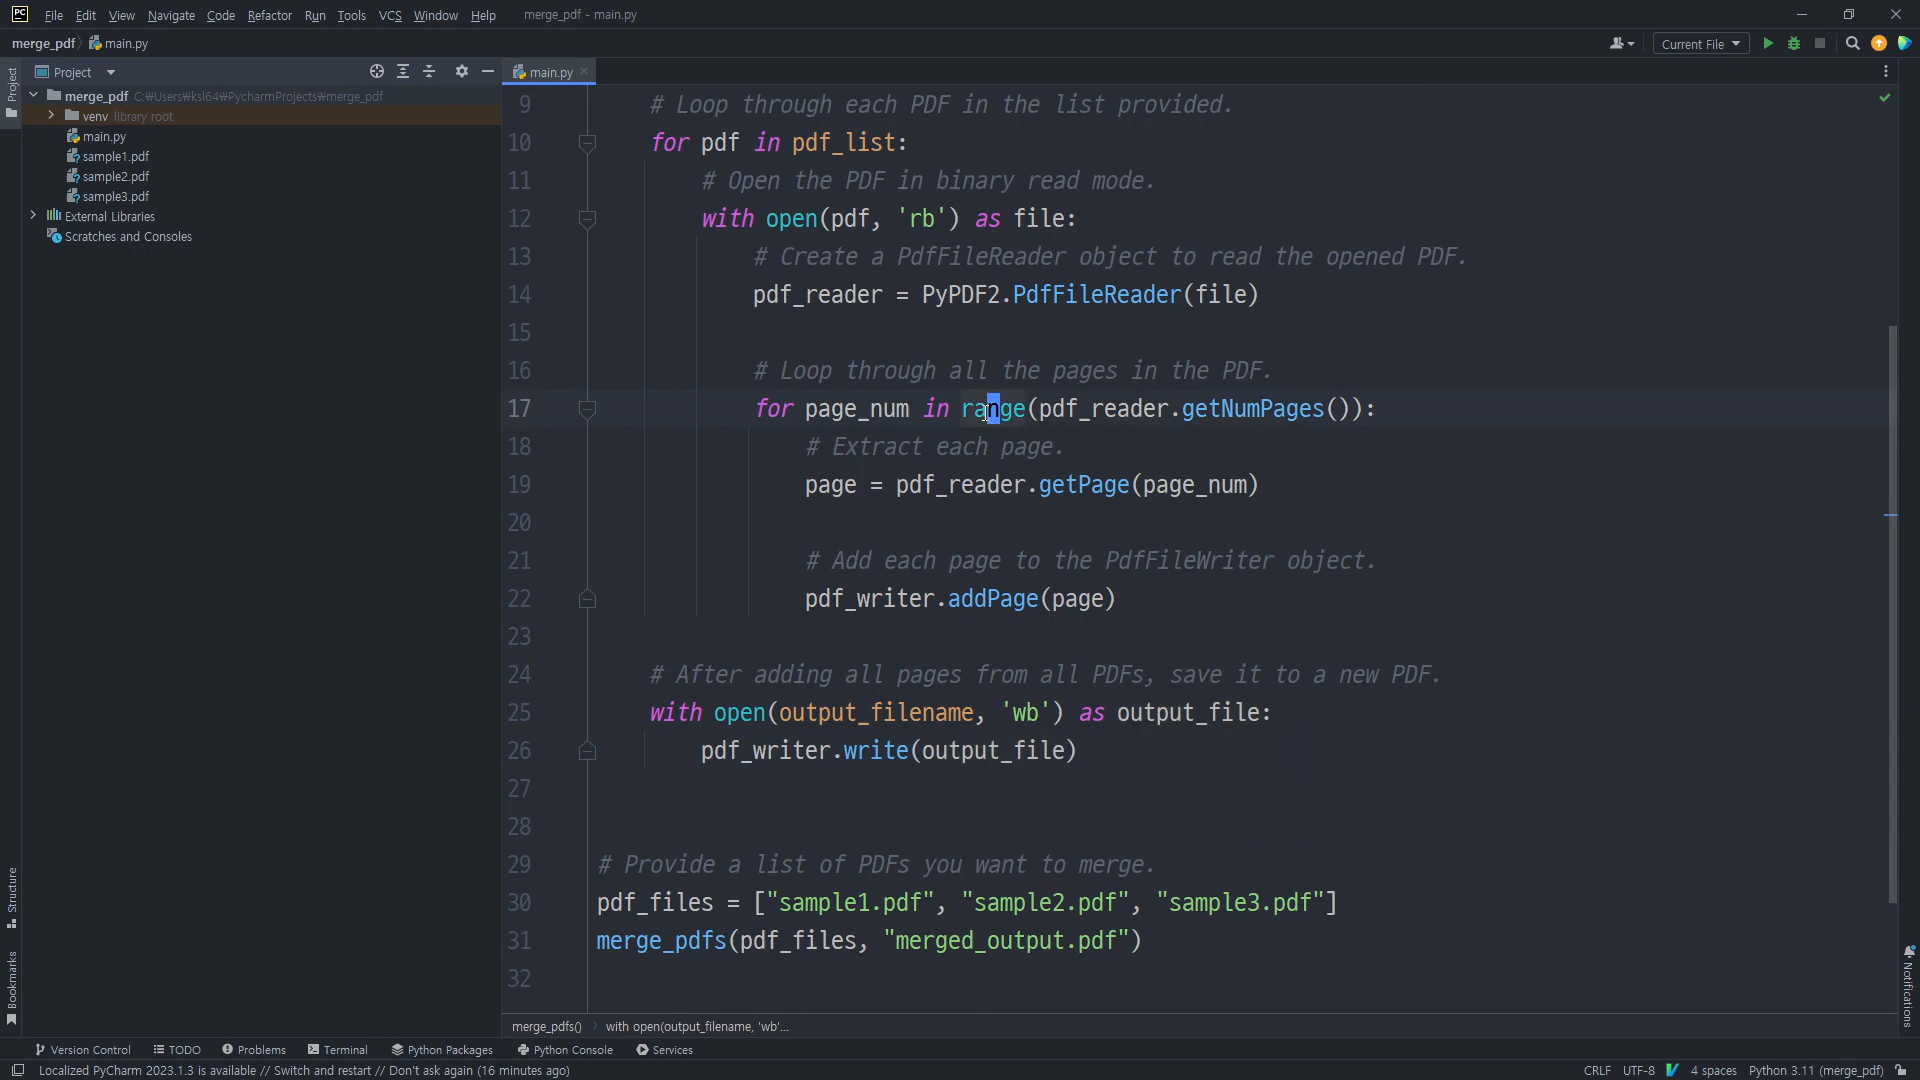 PC File Edit View Navigate Code Refactor Run Tools VCS Window Help merge_pdf - main.py
merge_pdf main.py Current File
Project main.py
merge_pdf C:₩Users₩ksl64₩PycharmProjects₩merge_pdf
venv library root
main.py
sample1.pdf
sample2.pdf
sample3.pdf
External Libraries
Scratches and Consoles
Project
Structure
Bookmarks
9 # Loop through each PDF in the list provided.
10 for pdf in pdf_list:
11 # Open the PDF in binary read mode.
12 with open(pdf, 'rb') as file:
13 # Create a PdfFileReader object to read the opened PDF.
14 pdf_reader = PyPDF2.PdfFileReader(file)
15
16 # Loop through all the pages in the PDF.
17 for page_num in range(pdf_reader.getNumPages()):
18 # Extract each page.
19 page = pdf_reader.getPage(page_num)
20
21 # Add each page to the PdfFileWriter object.
22 pdf_writer.addPage(page)
23
24 # After adding all pages from all PDFs, save it to a new PDF.
25 with open(output_filename, 'wb') as output_file:
26 pdf_writer.write(output_file)
27
28
29 # Provide a list of PDFs you want to merge.
30 pdf_files = ["sample1.pdf", "sample2.pdf", "sample3.pdf"]
31 merge_pdfs(pdf_files, "merged_output.pdf")
32
Notifications
merge_pdfs() with open(output_filename, 'wb'...
Version Control TODO Problems Terminal Python Packages Python Console Services
Localized PyCharm 2023.1.3 is available // Switch and restart // Don't ask again (16 minutes ago) CRLF UTF-8 4 spaces Python 3.11 (merge_pdf)